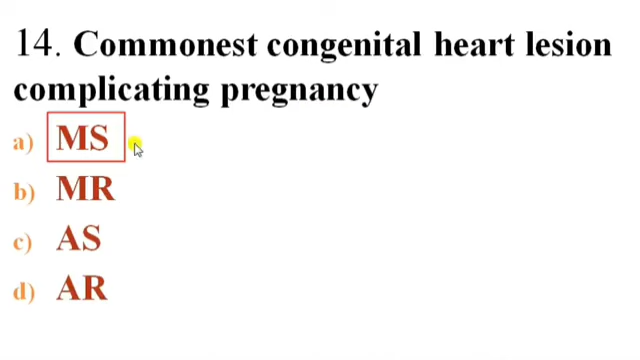 14. Commonest congenital heart lesion
complicating pregnancy
a) MS
b) MR
c) AS
d) AR